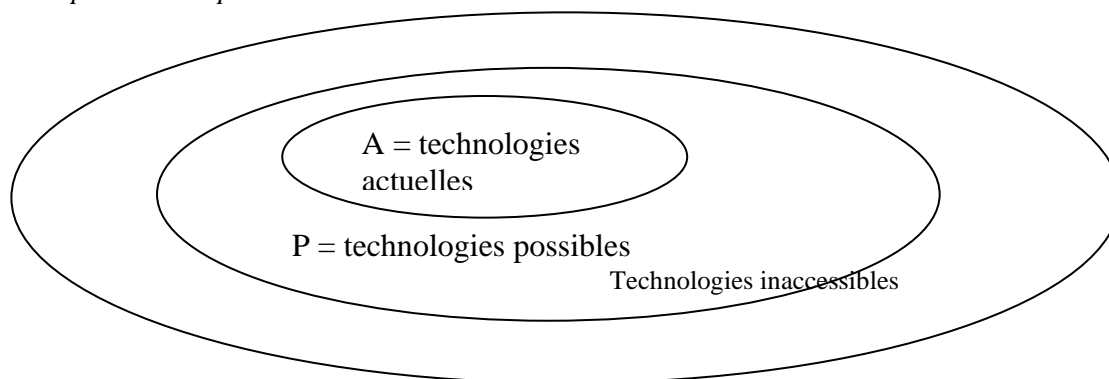 A = technologies
actuelles
P = technologies possibles
Technologies inaccessibles